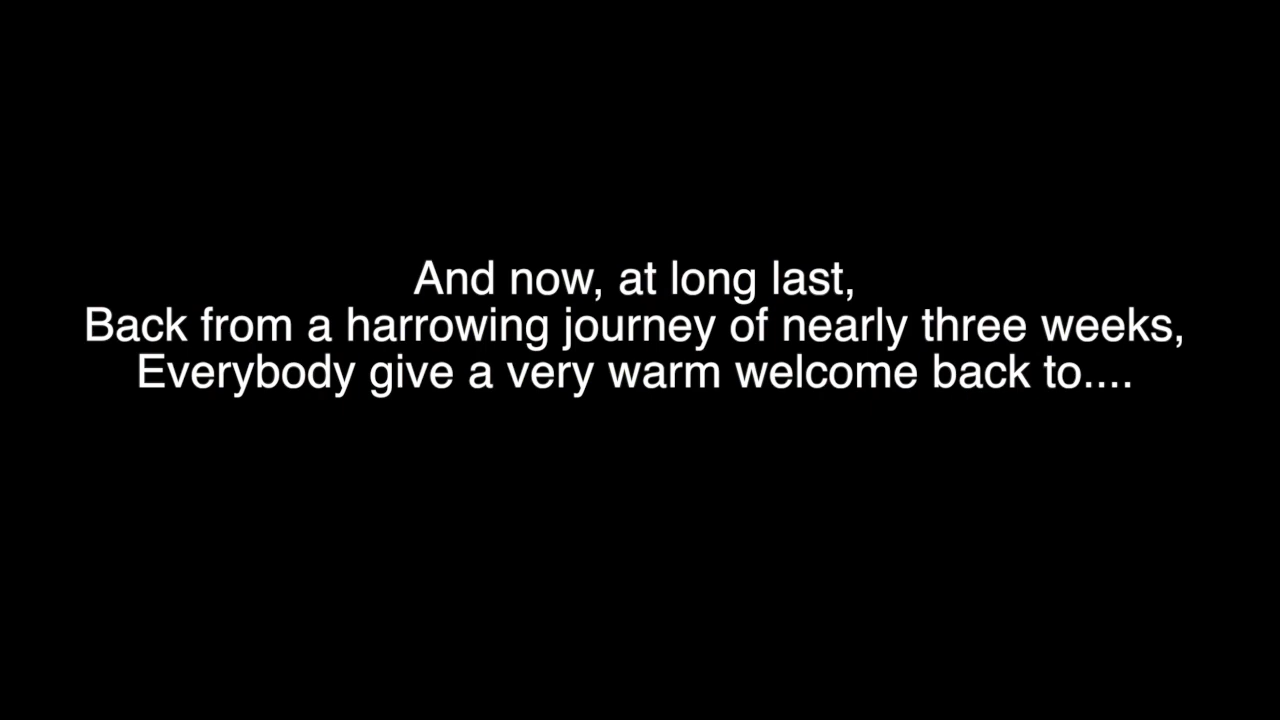 And now, at long last,
Back from a harrowing journey of nearly three weeks,
Everybody give a very warm welcome back to....